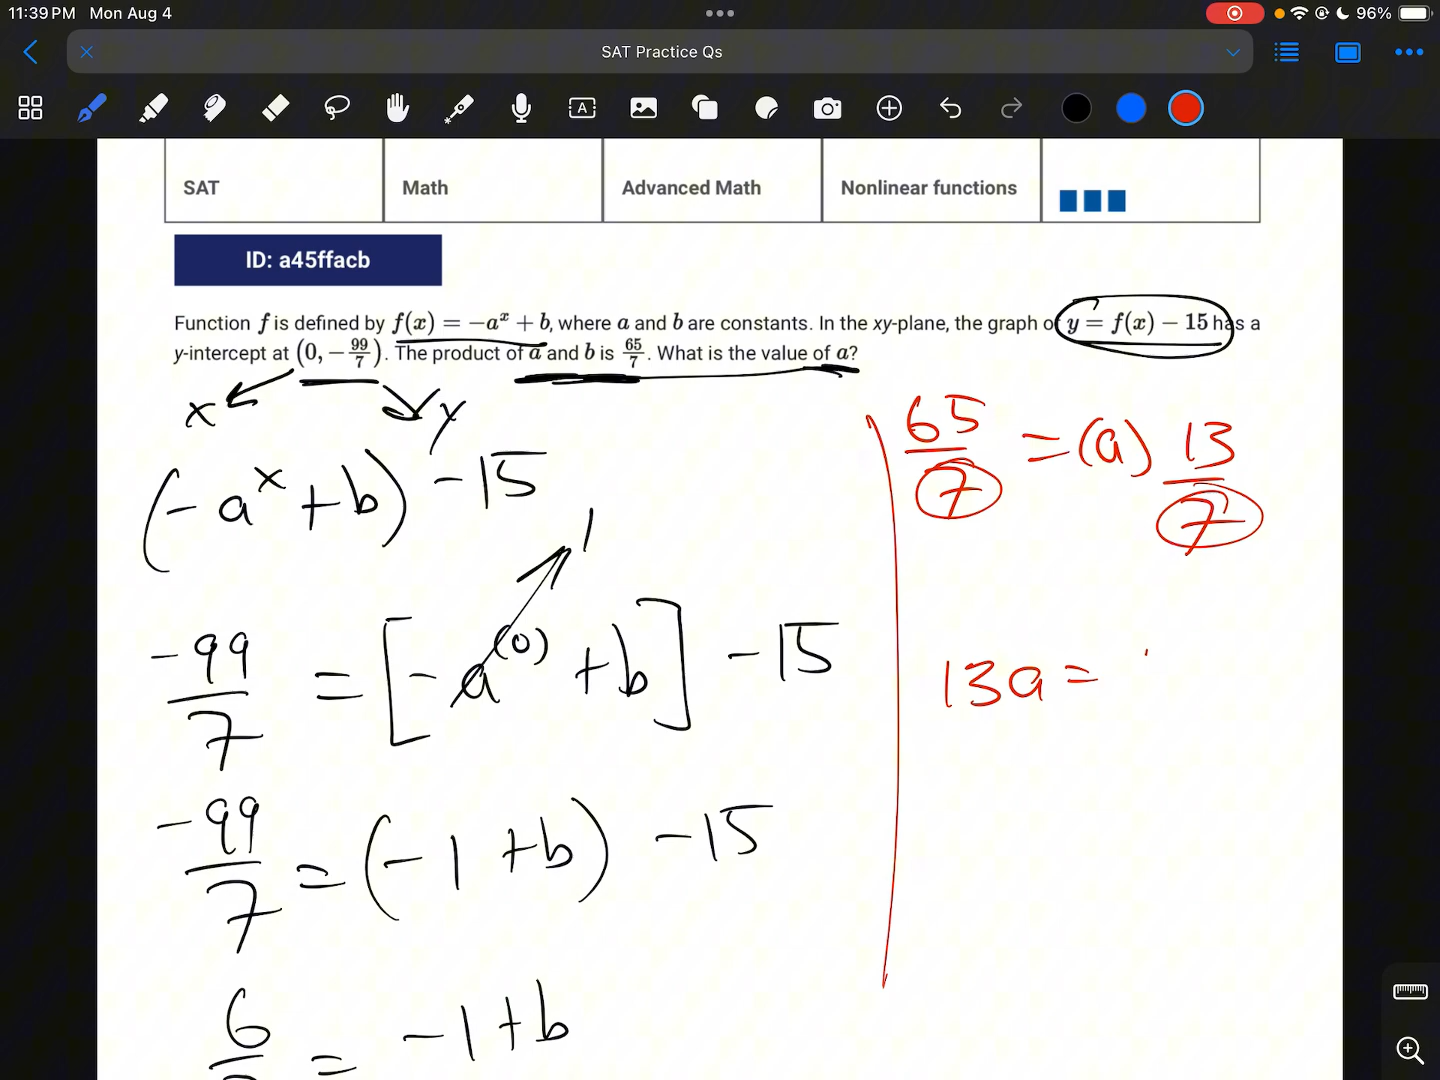 11:39 PM Mon Aug 4
96%
SAT Practice Qs
A
SAT Math Advanced Math Nonlinear functions
ID: a45ffacb
Function f is defined by f(x) = −aˣ + b, where a and b are constants. In the xy-plane, the graph of y = f(x) − 15 has a
y-intercept at (0, −99/7). The product of a and b is 65/7. What is the value of a?
x y
(-aˣ + b) - 15
1
-99/7 = [-a⁽⁰⁾ + b] - 15
-99/7 = (-1 + b) - 15
6 = -1 + b
65/7 = (a) 13/7
13a =